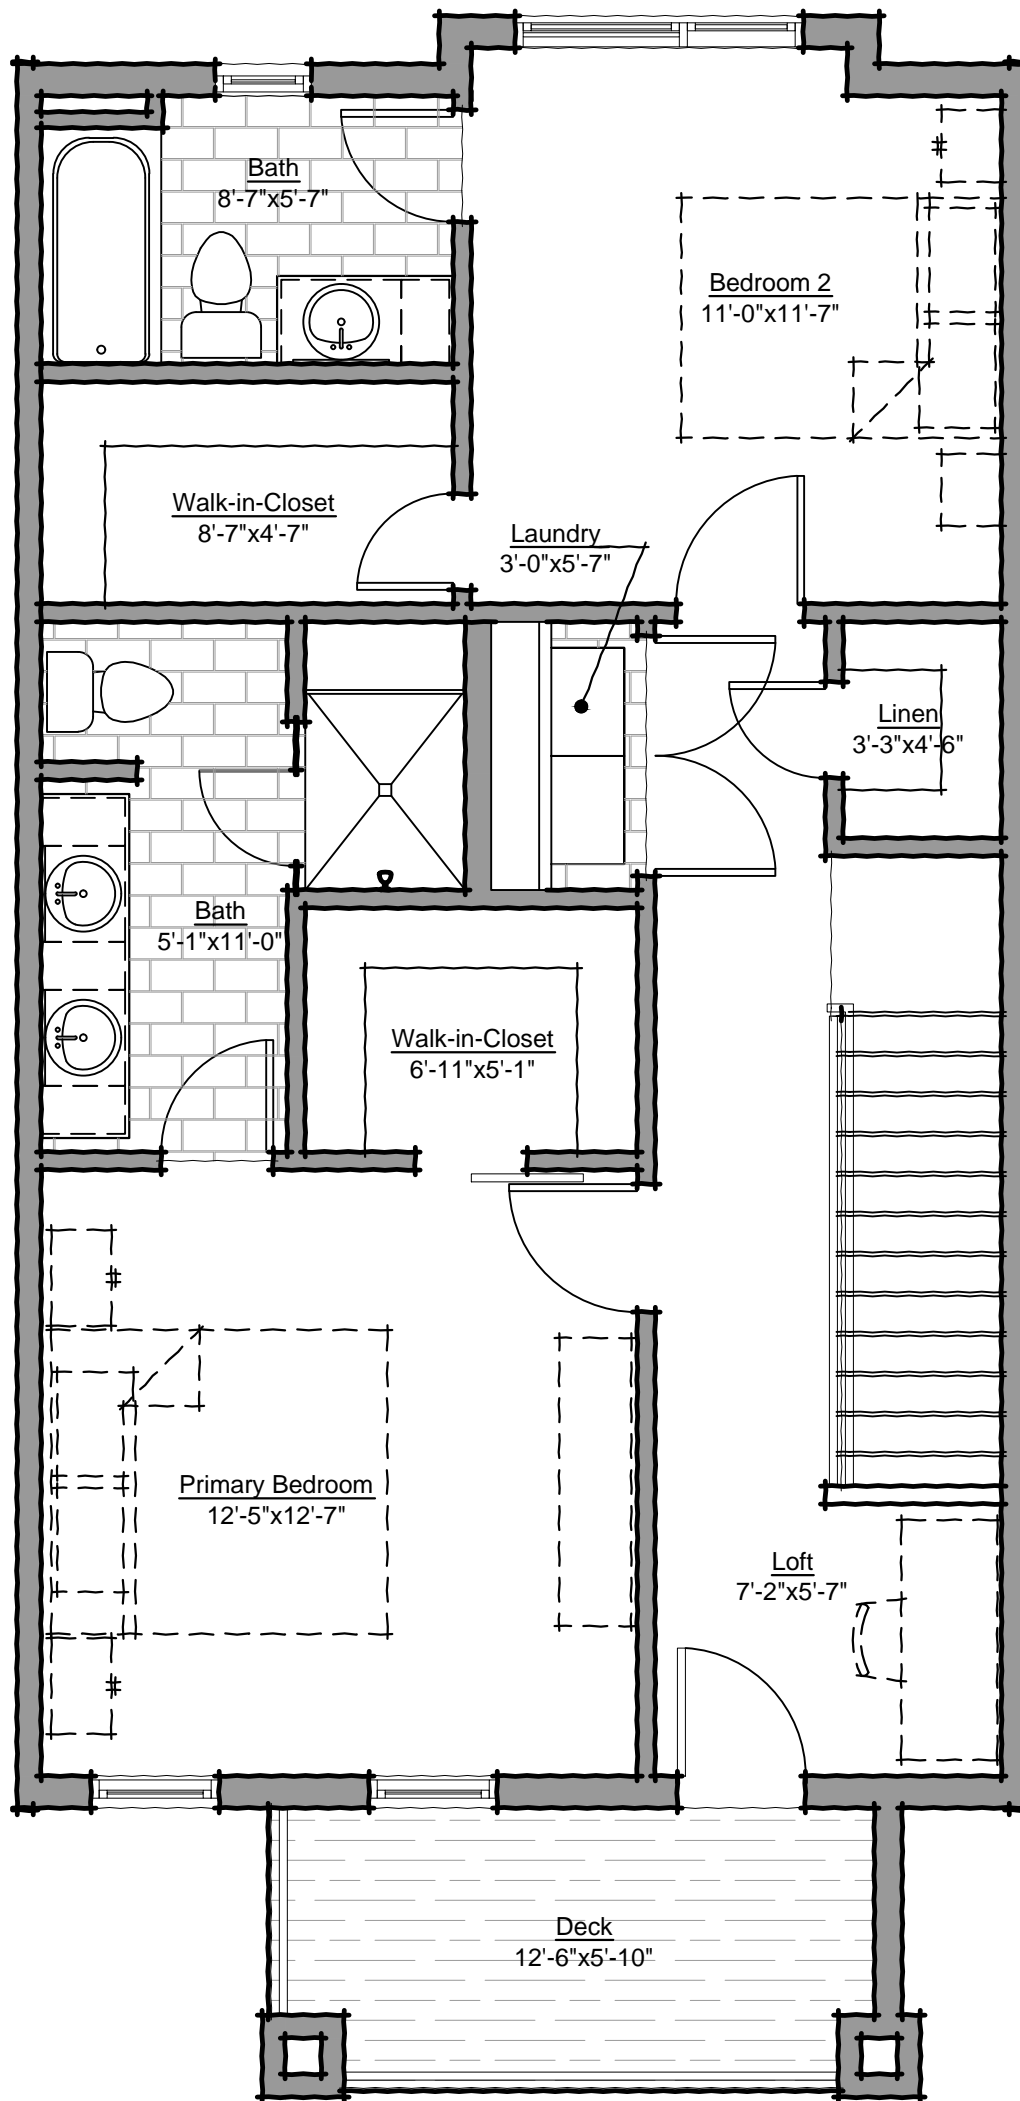 Bath
8'-7"x5'-7"
Bedroom 2
11'-0"x11'-7"
Walk-in-Closet
8'-7"x4'-7"
Laundry
3'-0"x5'-7"
Linen
3'-3"x4'-6"
Bath
5'-1"x11'-0"
Walk-in-Closet
6'-11"x5'-1"
Primary Bedroom
12'-5"x12'-7"
Loft
7'-2"x5'-7"
Deck
12'-6"x5'-10"